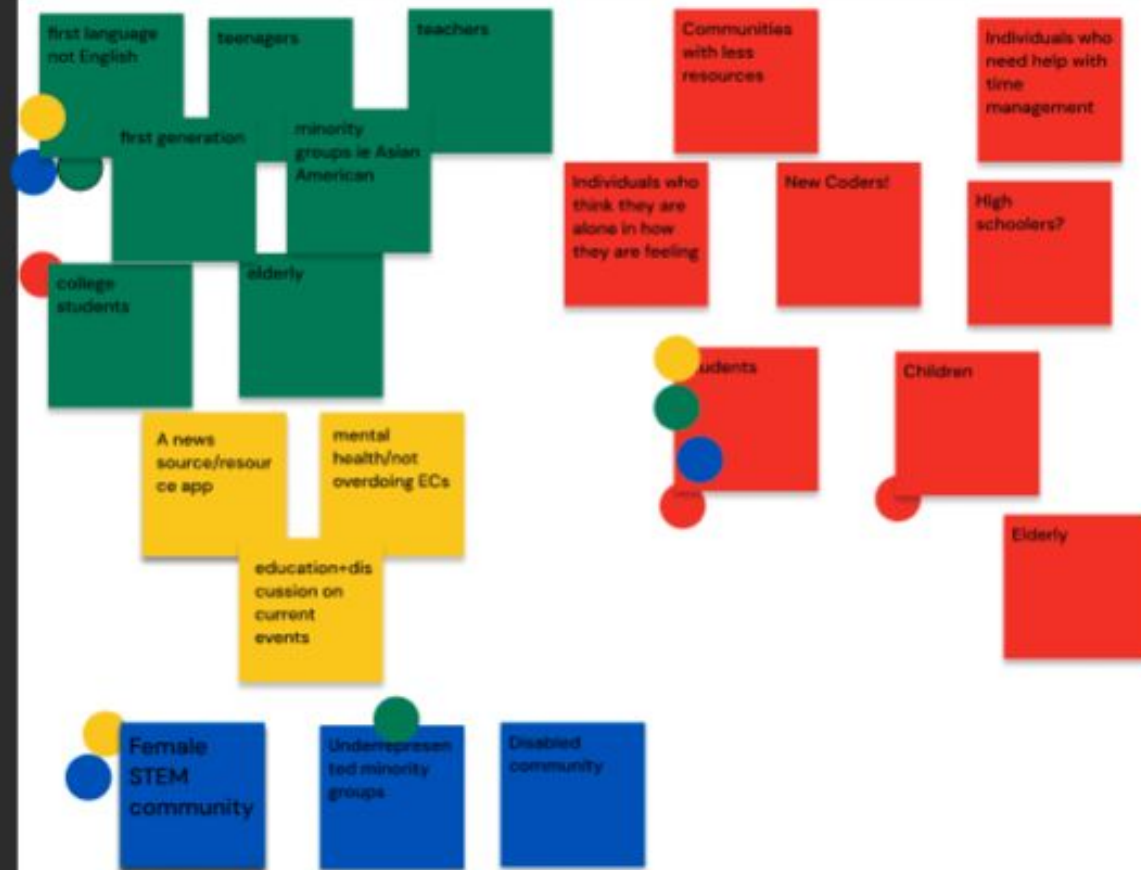 first language
not English
teenagers
teachers
first generation
minority
groups ie Asian
American
college
students
elderly
A news
source/resour
ce app
mental
health/not
overdoing ECs
education+dis
cussion on
current
events
Female
STEM
community
Underrepresen
ted minority
groups
Disabled
community
Communities
with less
resources
Individuals who
need help with
time
management
Individuals who
think they are
alone in how
they are feeling
New Coders!
High
schoolers?
udents
Children
Elderly